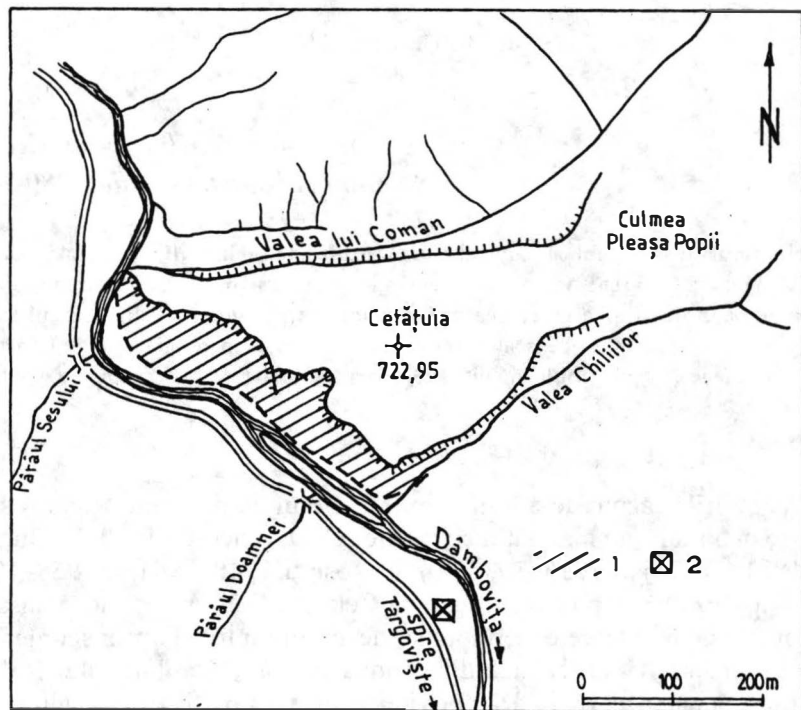 N
Culmea
Pleașa Popii
Valea lui Coman
Cetățuia
722,95
Valea Chiliilor
Pârâul Sesului
Pârâul Doamnei
Dâmbovița
spre
Târgoviște
1
2
0 100 200m